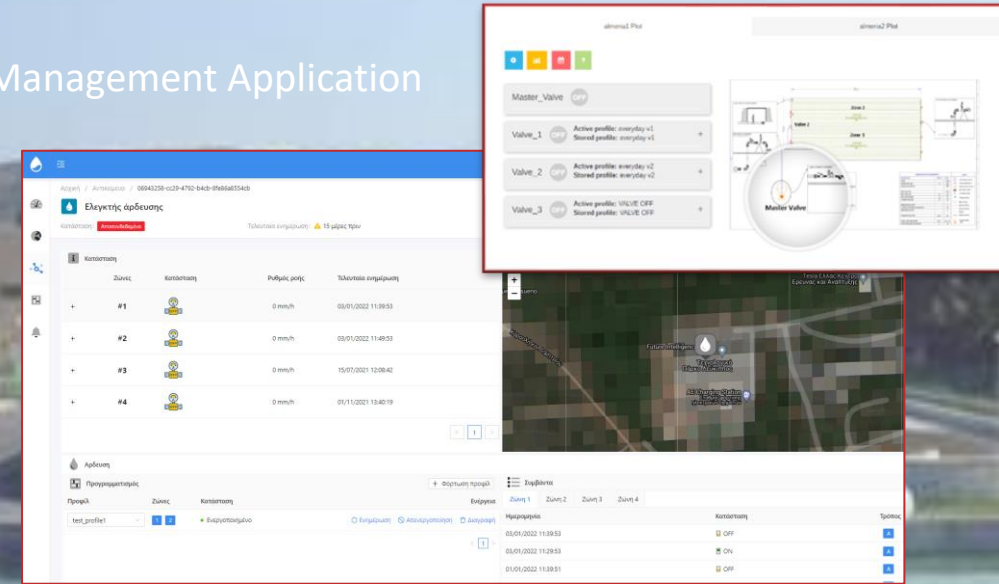 Management Application
almeria1 Plot
almeria2 Plot
Master_Valve OFF
Valve_1 OFF Active profile: everyday v1
Stored profile: everyday v1
+
Valve_2 OFF Active profile: everyday v2
Stored profile: everyday v2
+
Valve_3 OFF Active profile: VALVE OFF
Stored profile: VALVE OFF
+
Zone 2
Valve 2
Zone 3
Master Valve
Ελεγκτής άρδευσης
Κατάσταση: Αποσυνδεδεμένο
Τελευταία ενημέρωση: 15 μέρες πριν
Κατάσταση
Ζώνες Κατάσταση Ρυθμός ροής Τελευταία ενημέρωση
+ #1 0 mm/h 03/01/2022 11:39:53
+ #2 0 mm/h 03/01/2022 11:49:53
+ #3 0 mm/h 15/07/2021 12:08:42
+ #4 0 mm/h 01/11/2021 13:40:19
< 1 >
+
−
Τεχνολογικό
Άρδευση
Προγραμματισμός
+ Φόρτωση προφίλ
Προφίλ Ζώνες Κατάσταση Ενέργεια
test_profile1 1 2 Ενεργοποιημένο Ενημέρωση Απενεργοποίηση Διαγραφή
< 1 >
Συμβάντα
Ζώνη 1 Ζώνη 2 Ζώνη 3 Ζώνη 4
Ημερομηνία Κατάσταση Τρόπος
03/01/2022 11:39:53 OFF A
03/01/2022 11:29:53 ON A
01/01/2022 11:39:51 OFF A